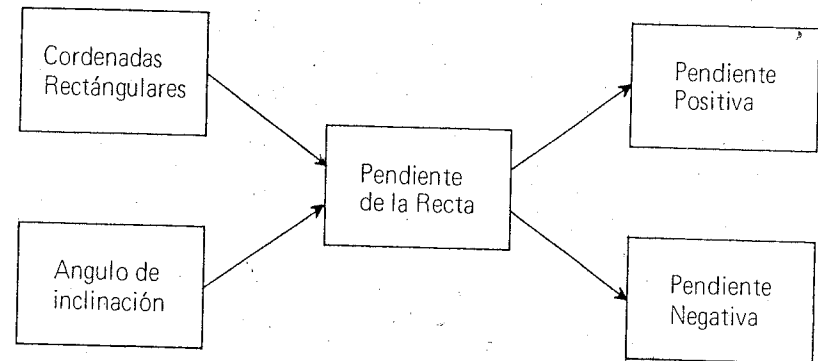 Cordenadas
Rectángulares
Angulo de
inclinación
Pendiente
de la Recta
Pendiente
Positiva
Pendiente
Negativa